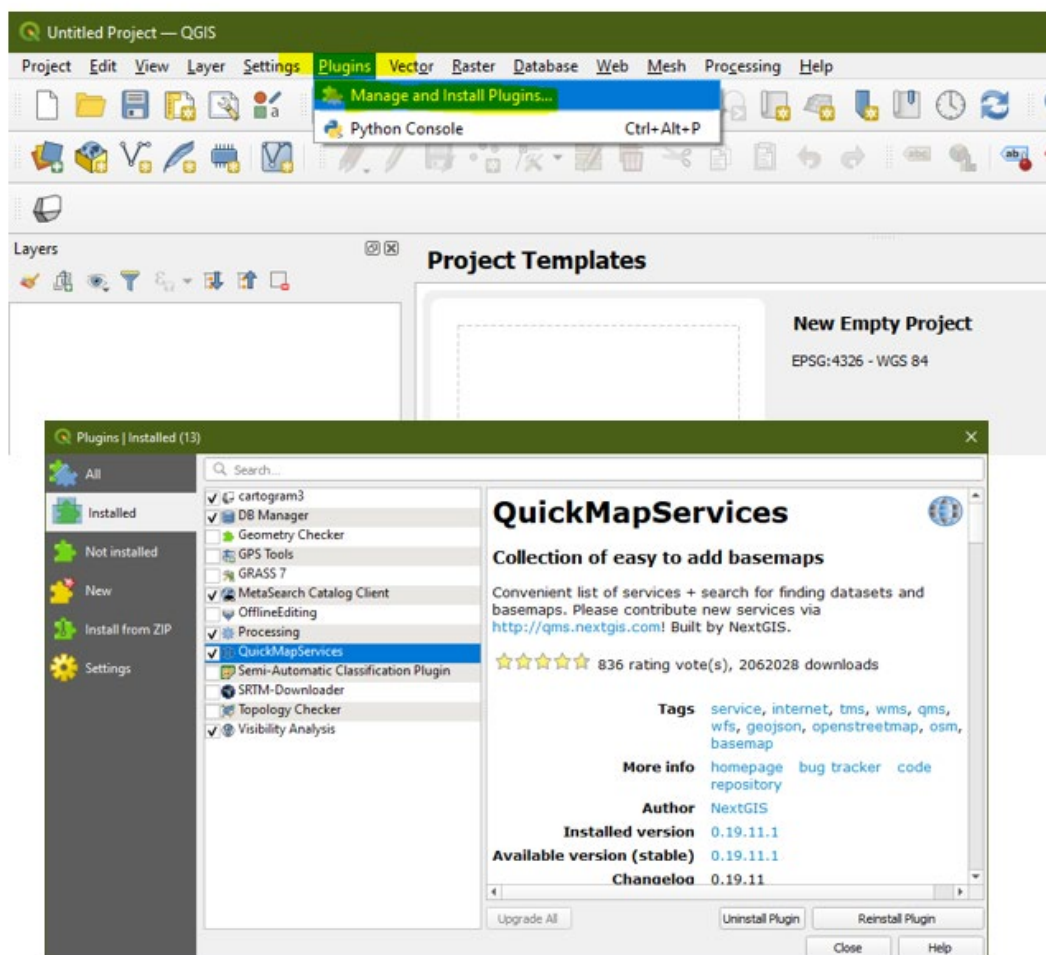 Untitled Project — QGIS
Project Edit View Layer Settings Plugins Vector Raster Database Web Mesh Processing Help
Manage and Install Plugins...
Python Console Ctrl+Alt+P
abc
ab
Layers
Project Templates
New Empty Project
EPSG:4326 - WGS 84
Plugins | Installed (13)
All
Installed
Not installed
New
Install from ZIP
Settings
Search...
cartogram3
DB Manager
Geometry Checker
GPS Tools
GRASS 7
MetaSearch Catalog Client
OfflineEditing
Processing
QuickMapServices
Semi-Automatic Classification Plugin
SRTM-Downloader
Topology Checker
Visibility Analysis
QuickMapServices
Collection of easy to add basemaps
Convenient list of services + search for finding datasets and
basemaps. Please contribute new services via
http://qms.nextgis.com! Built by NextGIS.
836 rating vote(s), 2062028 downloads
Tags service, internet, tms, wms, qms,
wfs, geojson, openstreetmap, osm,
basemap
More info homepage bug tracker code
repository
Author NextGIS
Installed version 0.19.11.1
Available version (stable) 0.19.11.1
Changelog 0.19.11
Upgrade All Uninstall Plugin Reinstall Plugin
Close Help